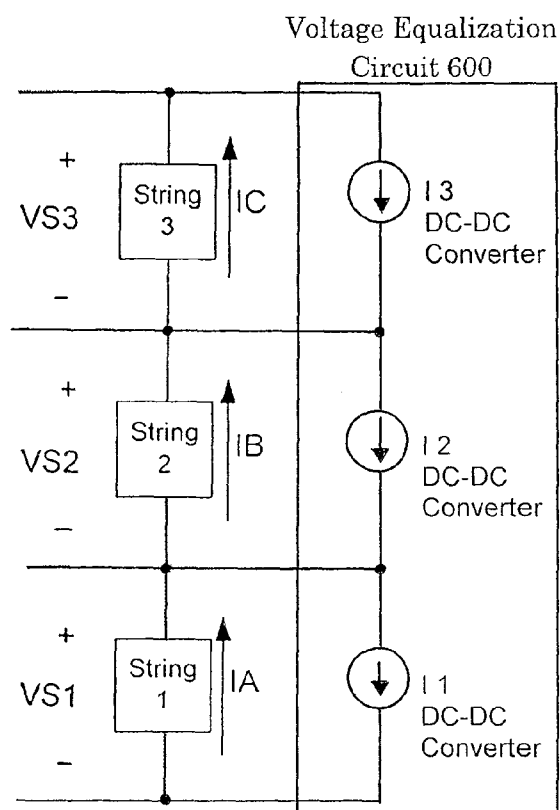 Voltage Equalization
Circuit 600
+
VS3
−
String
3
IC
I 3
DC-DC
Converter
+
VS2
−
String
2
IB
I 2
DC-DC
Converter
+
VS1
−
String
1
IA
I 1
DC-DC
Converter